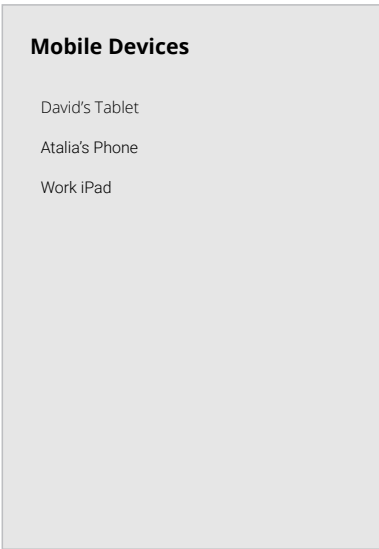 Mobile Devices
David’s Tablet
Atalia’s Phone
Work iPad